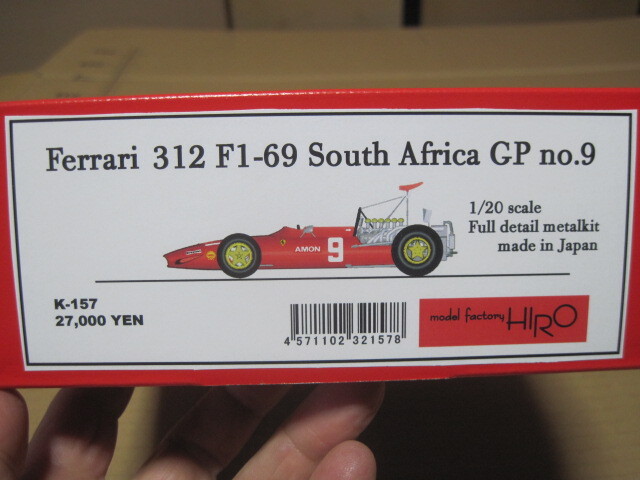 Ferrari 312 F1-69 South Africa GP no.9
1/20 scale
Full detail metalkit
made in Japan
AMON 9
K-157
27,000 YEN
4 571102 321578
model factory HIRO